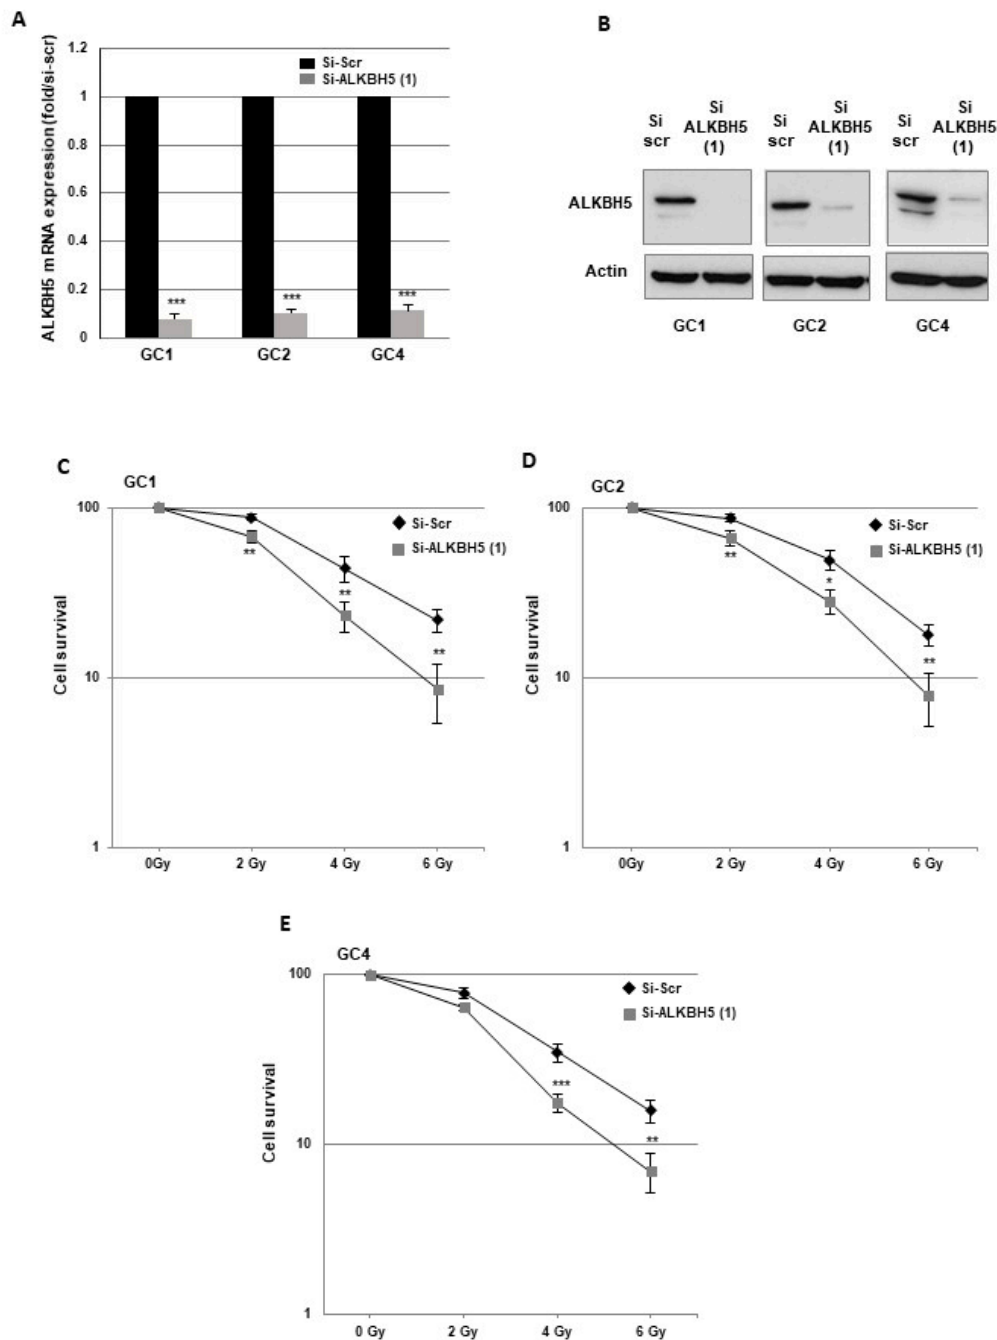 A
ALKBH5 mRNA expression(fold/si-scr)
1.2
1
0.8
0.6
0.4
0.2
0
Si-Scr
Si-ALKBH5 (1)
***
***
***
GC1
GC2
GC4
B
Si scr
Si ALKBH5 (1)
Si scr
Si ALKBH5 (1)
Si scr
Si ALKBH5 (1)
ALKBH5
Actin
GC1
GC2
GC4
C
GC1
Cell survival
100
10
1
Si-Scr
Si-ALKBH5 (1)
**
**
**
0Gy
2 Gy
4 Gy
6 Gy
D
GC2
Cell survival
100
10
1
Si-Scr
Si-ALKBH5 (1)
**
*
**
0Gy
2 Gy
4 Gy
6 Gy
E
GC4
Cell survival
100
10
1
Si-Scr
Si-ALKBH5 (1)
***
**
0 Gy
2 Gy
4 Gy
6 Gy